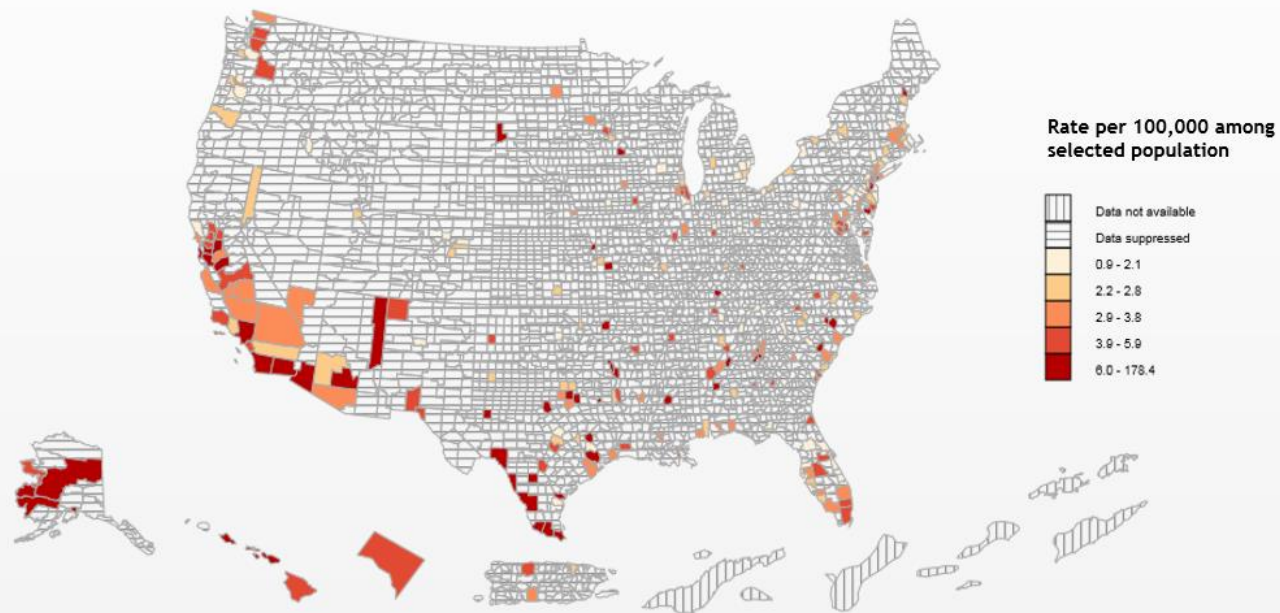 Rate per 100,000 among
selected population
Data not available
Data suppressed
0.9 - 2.1
2.2 - 2.8
2.9 - 3.8
3.9 - 5.9
6.0 - 178.4